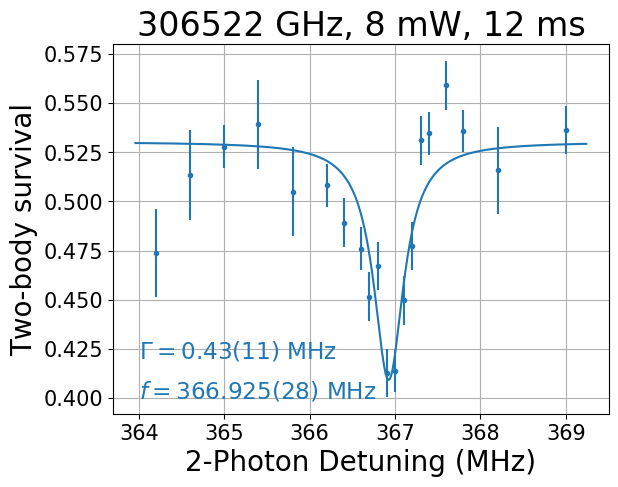 306522 GHz, 8 mW, 12 ms
Two-body survival
0.575
0.550
0.525
0.500
0.475
0.450
0.425
0.400
Γ = 0.43(11) MHz
f = 366.925(28) MHz
364 365 366 367 368 369
2-Photon Detuning (MHz)